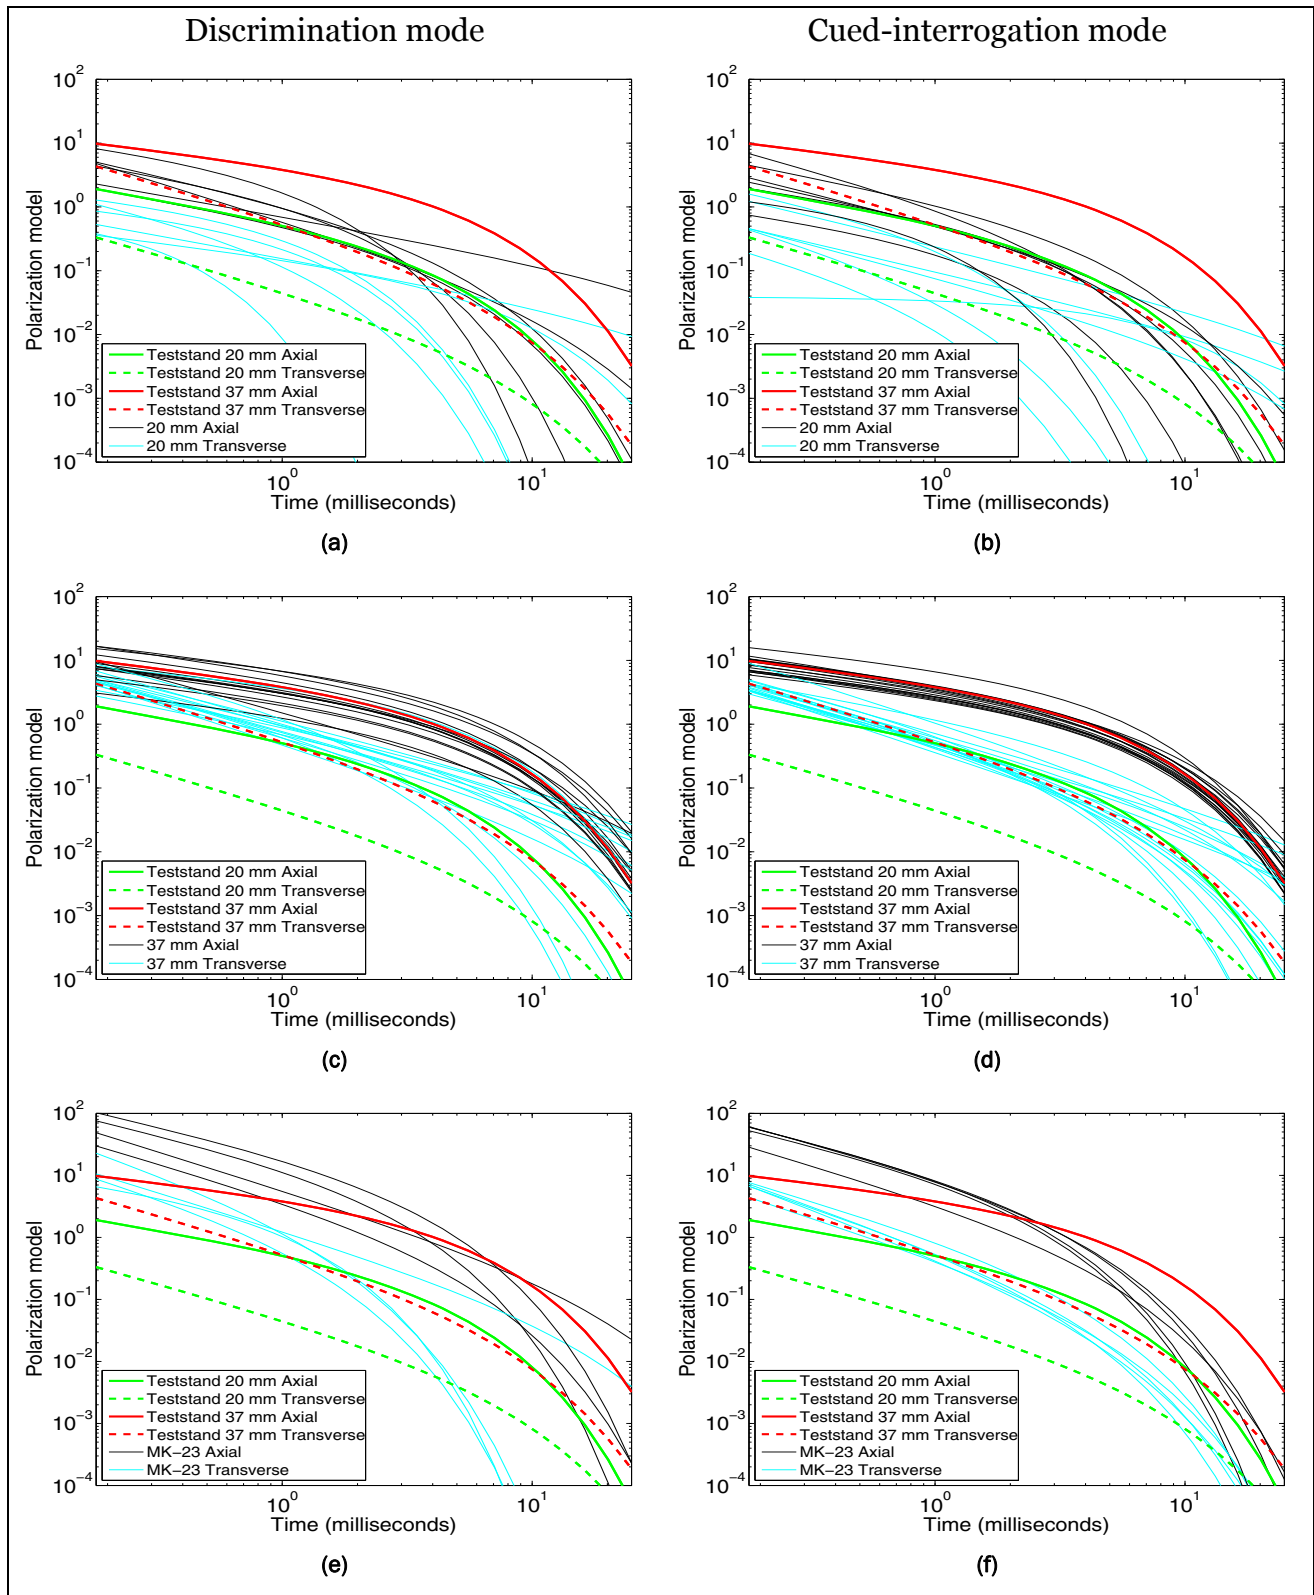 Discrimination mode
Cued-interrogation mode
10^2
10^1
10^0
10^−1
10^−2
10^−3
10^−4
Polarization model
Teststand 20 mm Axial
Teststand 20 mm Transverse
Teststand 37 mm Axial
Teststand 37 mm Transverse
20 mm Axial
20 mm Transverse
10^0
10^1
Time (milliseconds)
(a)
10^2
10^1
10^0
10^−1
10^−2
10^−3
10^−4
Polarization model
Teststand 20 mm Axial
Teststand 20 mm Transverse
Teststand 37 mm Axial
Teststand 37 mm Transverse
20 mm Axial
20 mm Transverse
10^0
10^1
Time (milliseconds)
(b)
10^2
10^1
10^0
10^−1
10^−2
10^−3
10^−4
Polarization model
Teststand 20 mm Axial
Teststand 20 mm Transverse
Teststand 37 mm Axial
Teststand 37 mm Transverse
37 mm Axial
37 mm Transverse
10^0
10^1
Time (milliseconds)
(c)
10^2
10^1
10^0
10^−1
10^−2
10^−3
10^−4
Polarization model
Teststand 20 mm Axial
Teststand 20 mm Transverse
Teststand 37 mm Axial
Teststand 37 mm Transverse
37 mm Axial
37 mm Transverse
10^0
10^1
Time (milliseconds)
(d)
10^2
10^1
10^0
10^−1
10^−2
10^−3
10^−4
Polarization model
Teststand 20 mm Axial
Teststand 20 mm Transverse
Teststand 37 mm Axial
Teststand 37 mm Transverse
MK−23 Axial
MK−23 Transverse
10^0
10^1
Time (milliseconds)
(e)
10^2
10^1
10^0
10^−1
10^−2
10^−3
10^−4
Polarization model
Teststand 20 mm Axial
Teststand 20 mm Transverse
Teststand 37 mm Axial
Teststand 37 mm Transverse
MK−23 Axial
MK−23 Transverse
10^0
10^1
Time (milliseconds)
(f)